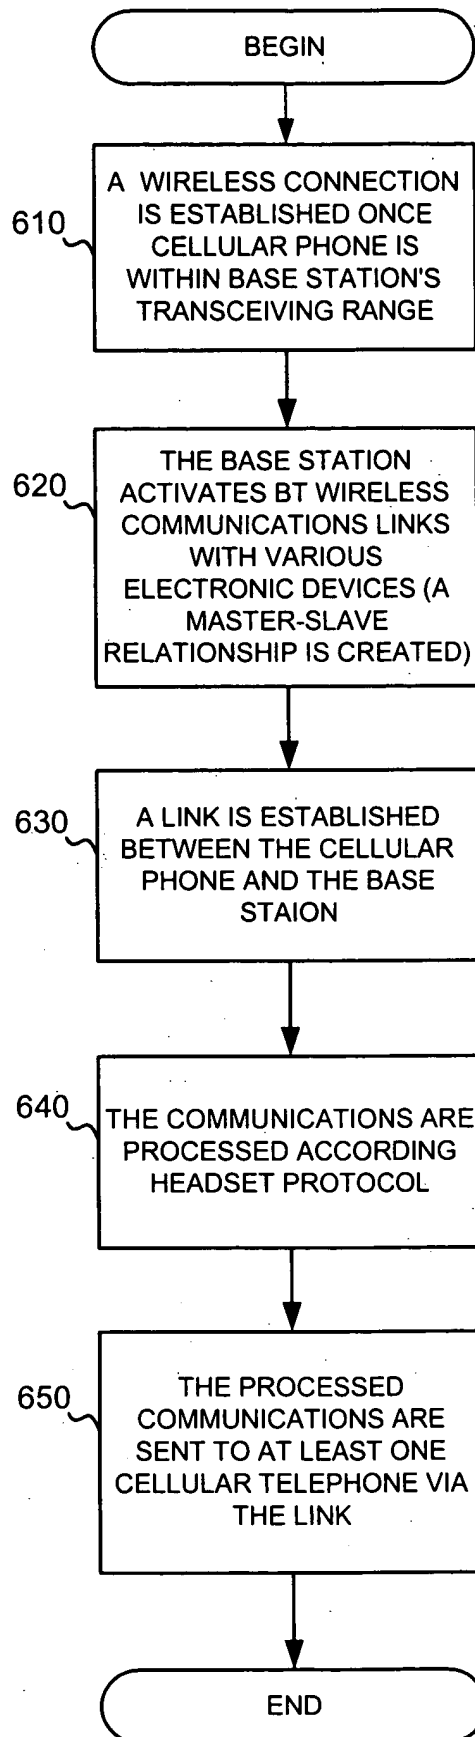 BEGIN
610
A WIRELESS CONNECTION
IS ESTABLISHED ONCE
CELLULAR PHONE IS
WITHIN BASE STATION'S
TRANSCEIVING RANGE
620
THE BASE STATION
ACTIVATES BT WIRELESS
COMMUNICATIONS LINKS
WITH VARIOUS
ELECTRONIC DEVICES (A
MASTER-SLAVE
RELATIONSHIP IS CREATED)
630
A LINK IS ESTABLISHED
BETWEEN THE CELLULAR
PHONE AND THE BASE
STAION
640
THE COMMUNICATIONS ARE
PROCESSED ACCORDING
HEADSET PROTOCOL
650
THE PROCESSED
COMMUNICATIONS ARE
SENT TO AT LEAST ONE
CELLULAR TELEPHONE VIA
THE LINK
END